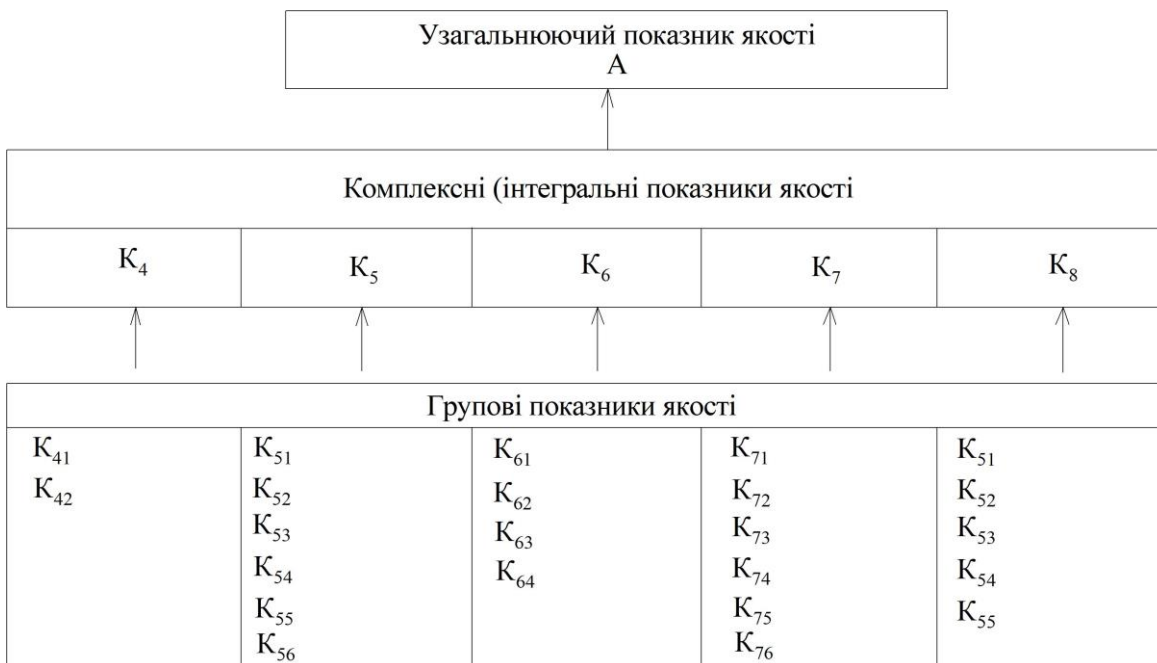 Узагальнюючий показник якості
А
Комплексні (інтегральні показники якості
К₄ К₅ К₆ К₇ К₈
Групові показники якості
К₄₁ К₅₁ К₆₁ К₇₁ К₅₁
К₄₂ К₅₂ К₆₂ К₇₂ К₅₂
К₅₃ К₆₃ К₇₃ К₅₃
К₅₄ К₆₄ К₇₄ К₅₄
К₅₅ К₇₅ К₅₅
К₅₆ К₇₆